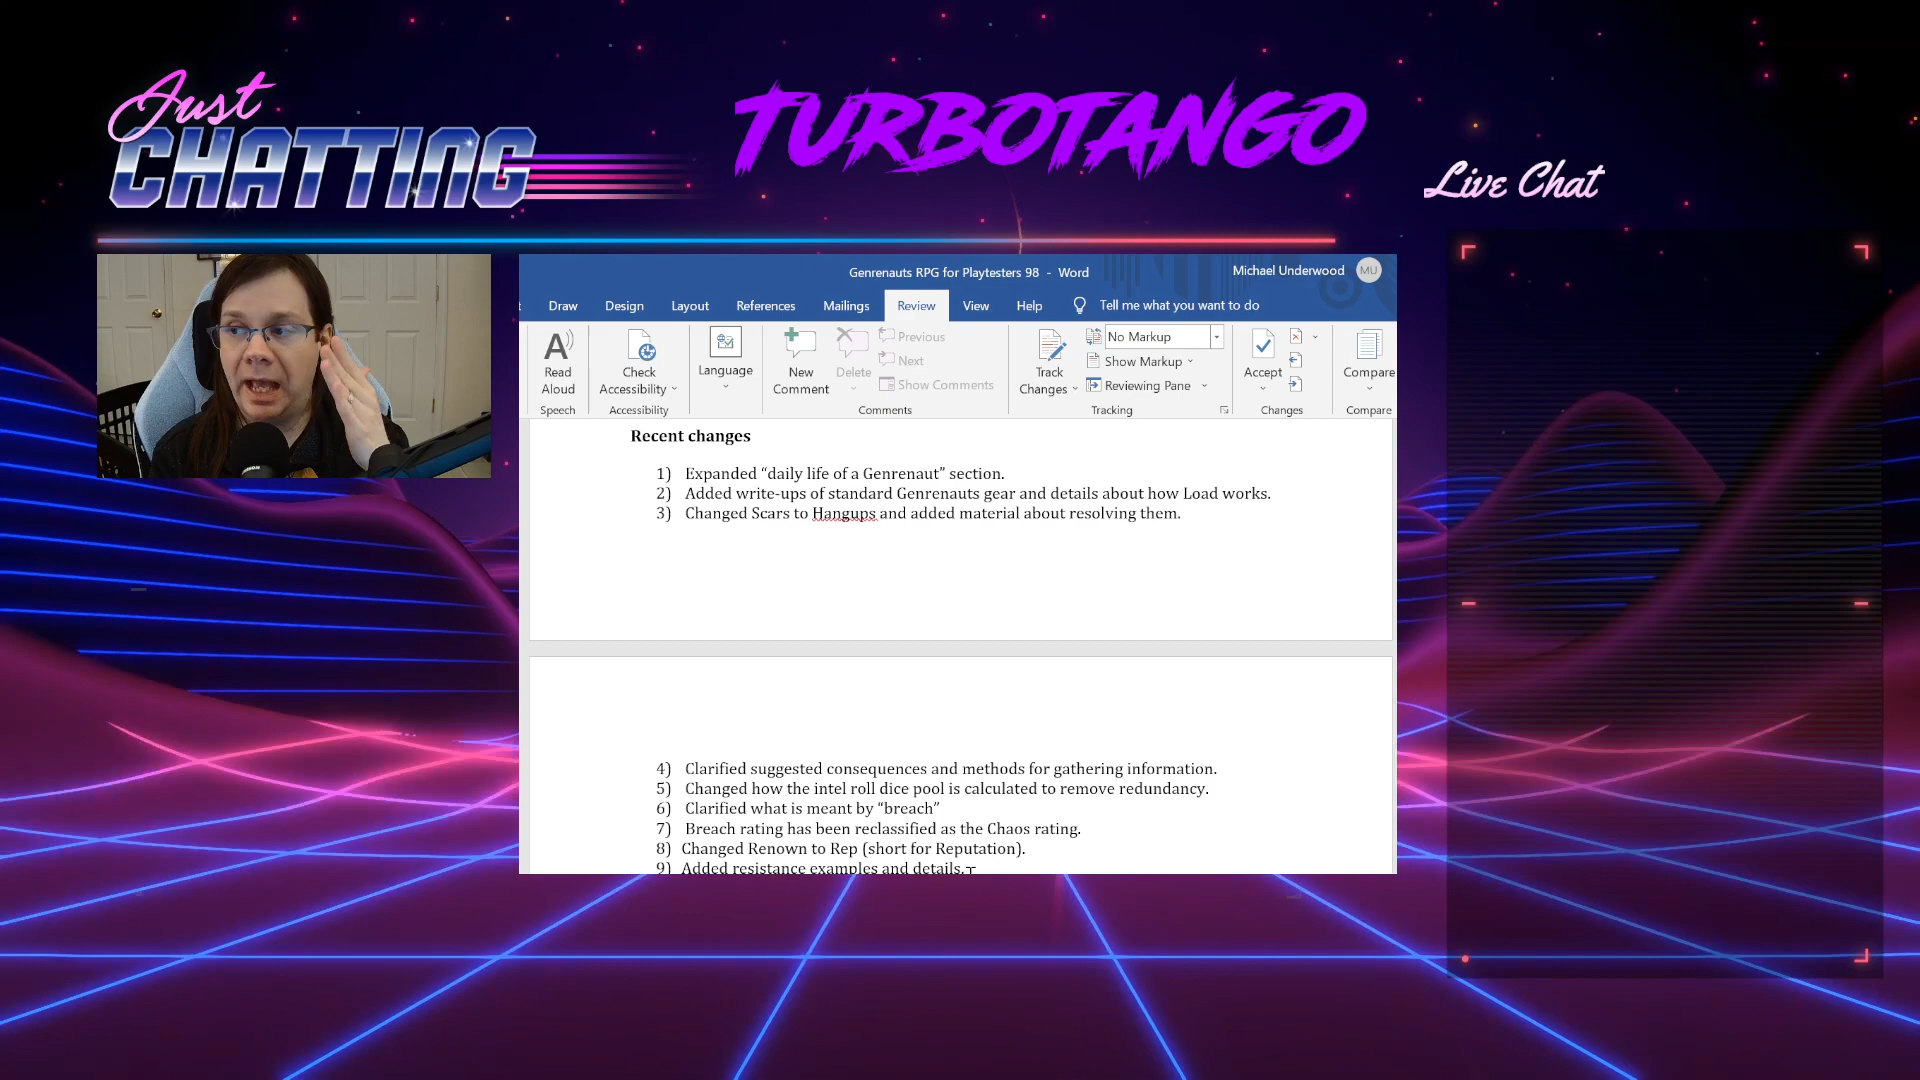 Just
CHATTING
TURBOTANGO
Live Chat
Genrenauts RPG for Playtesters 98 - Word
Michael Underwood
MU
Draw
Design
Layout
References
Mailings
Review
View
Help
Tell me what you want to do
Read Aloud
Speech
Check Accessibility
Accessibility
Language
New Comment
Delete
Previous
Next
Show Comments
Comments
Track Changes
No Markup
Show Markup
Reviewing Pane
Tracking
Accept
Changes
Compare
Compare
Recent changes
1) Expanded “daily life of a Genrenaut” section.
2) Added write-ups of standard Genrenauts gear and details about how Load works.
3) Changed Scars to Hangups and added material about resolving them.
4) Clarified suggested consequences and methods for gathering information.
5) Changed how the intel roll dice pool is calculated to remove redundancy.
6) Clarified what is meant by “breach”
7) Breach rating has been reclassified as the Chaos rating.
8) Changed Renown to Rep (short for Reputation).
9) Added resistance examples and details.